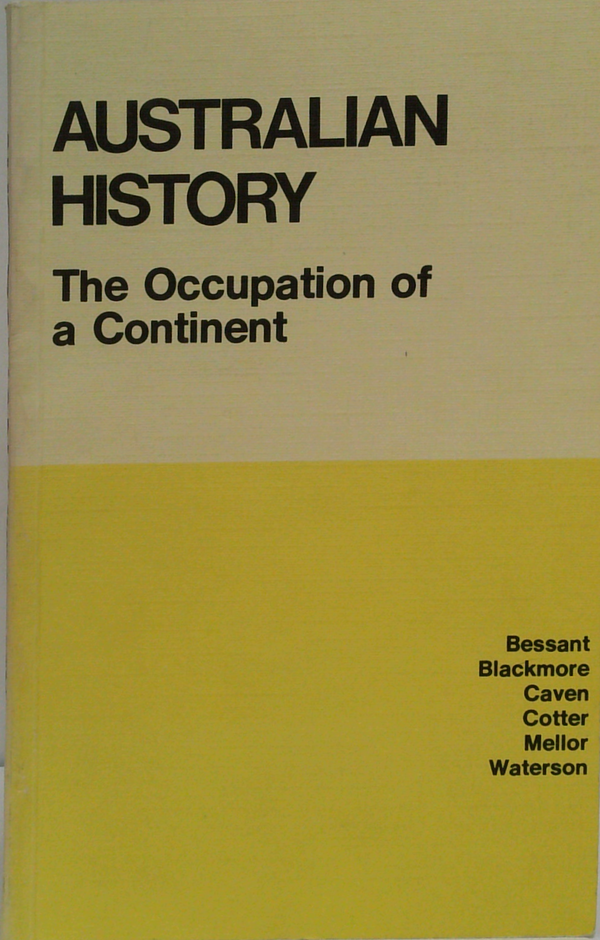 AUSTRALIAN
HISTORY
The Occupation of
a Continent
Bessant
Blackmore
Caven
Cotter
Mellor
Waterson